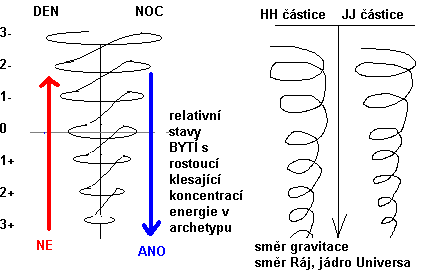 DEN NOC
3-
2-
1-
0
1+
2+
3+
NE
ANO
relativní
stavy
BYTÍ s
rostoucí
klesající
koncentrací
energie v
archetypu
HH částice JJ částice
směr gravitace
směr Ráj, jádro Universa